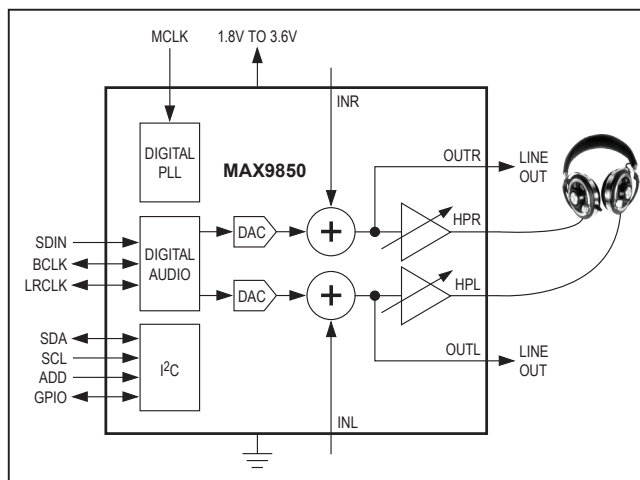 MCLK
1.8V TO 3.6V
INR
DIGITAL
PLL
MAX9850
OUTR
LINE
OUT
SDIN
BCLK
LRCLK
DIGITAL
AUDIO
DAC
+
HPR
DAC
+
HPL
SDA
SCL
ADD
GPIO
I²C
OUTL
LINE
OUT
INL